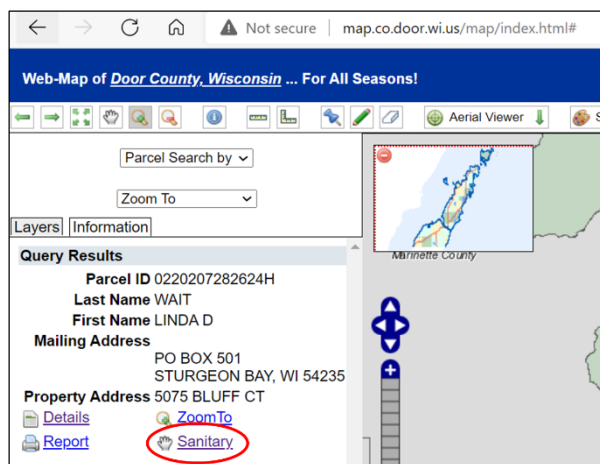 Not secure map.co.door.wi.us/map/index.html#
Web-Map of Door County, Wisconsin ... For All Seasons!
Aerial Viewer
Parcel Search by
Zoom To
Layers Information
Marinette County
Query Results
Parcel ID 0220207282624H
Last Name WAIT
First Name LINDA D
Mailing Address
PO BOX 501
STURGEON BAY, WI 54235
Property Address 5075 BLUFF CT
Details ZoomTo
Report Sanitary